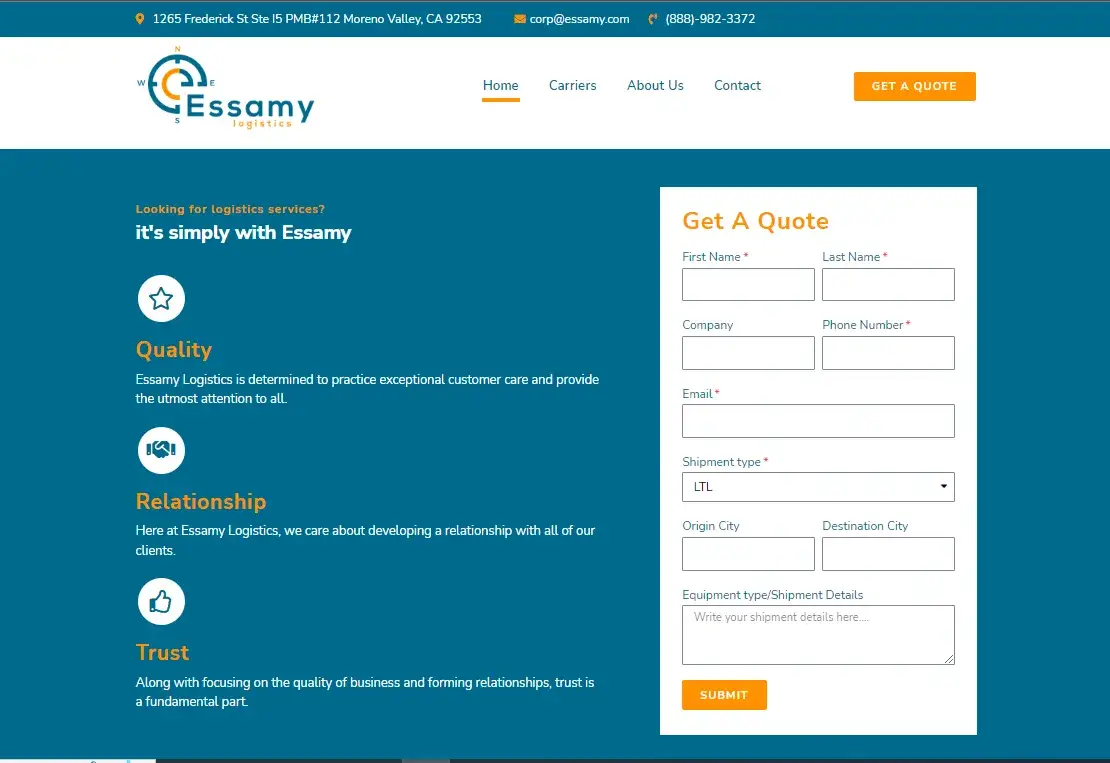 1265 Frederick St Ste I5 PMB#112 Moreno Valley, CA 92553
corp@essamy.com
(888)-982-3372
N
W E
Essamy
S
logistics
Home
Carriers
About Us
Contact
GET A QUOTE
Looking for logistics services?
it's simply with Essamy
Quality
Essamy Logistics is determined to practice exceptional customer care and provide
the utmost attention to all.
Relationship
Here at Essamy Logistics, we care about developing a relationship with all of our
clients.
Trust
Along with focusing on the quality of business and forming relationships, trust is
a fundamental part.
Get A Quote
First Name * Last Name *
Company Phone Number *
Email *
Shipment type *
LTL
Origin City Destination City
Equipment type/Shipment Details
Write your shipment details here....
SUBMIT